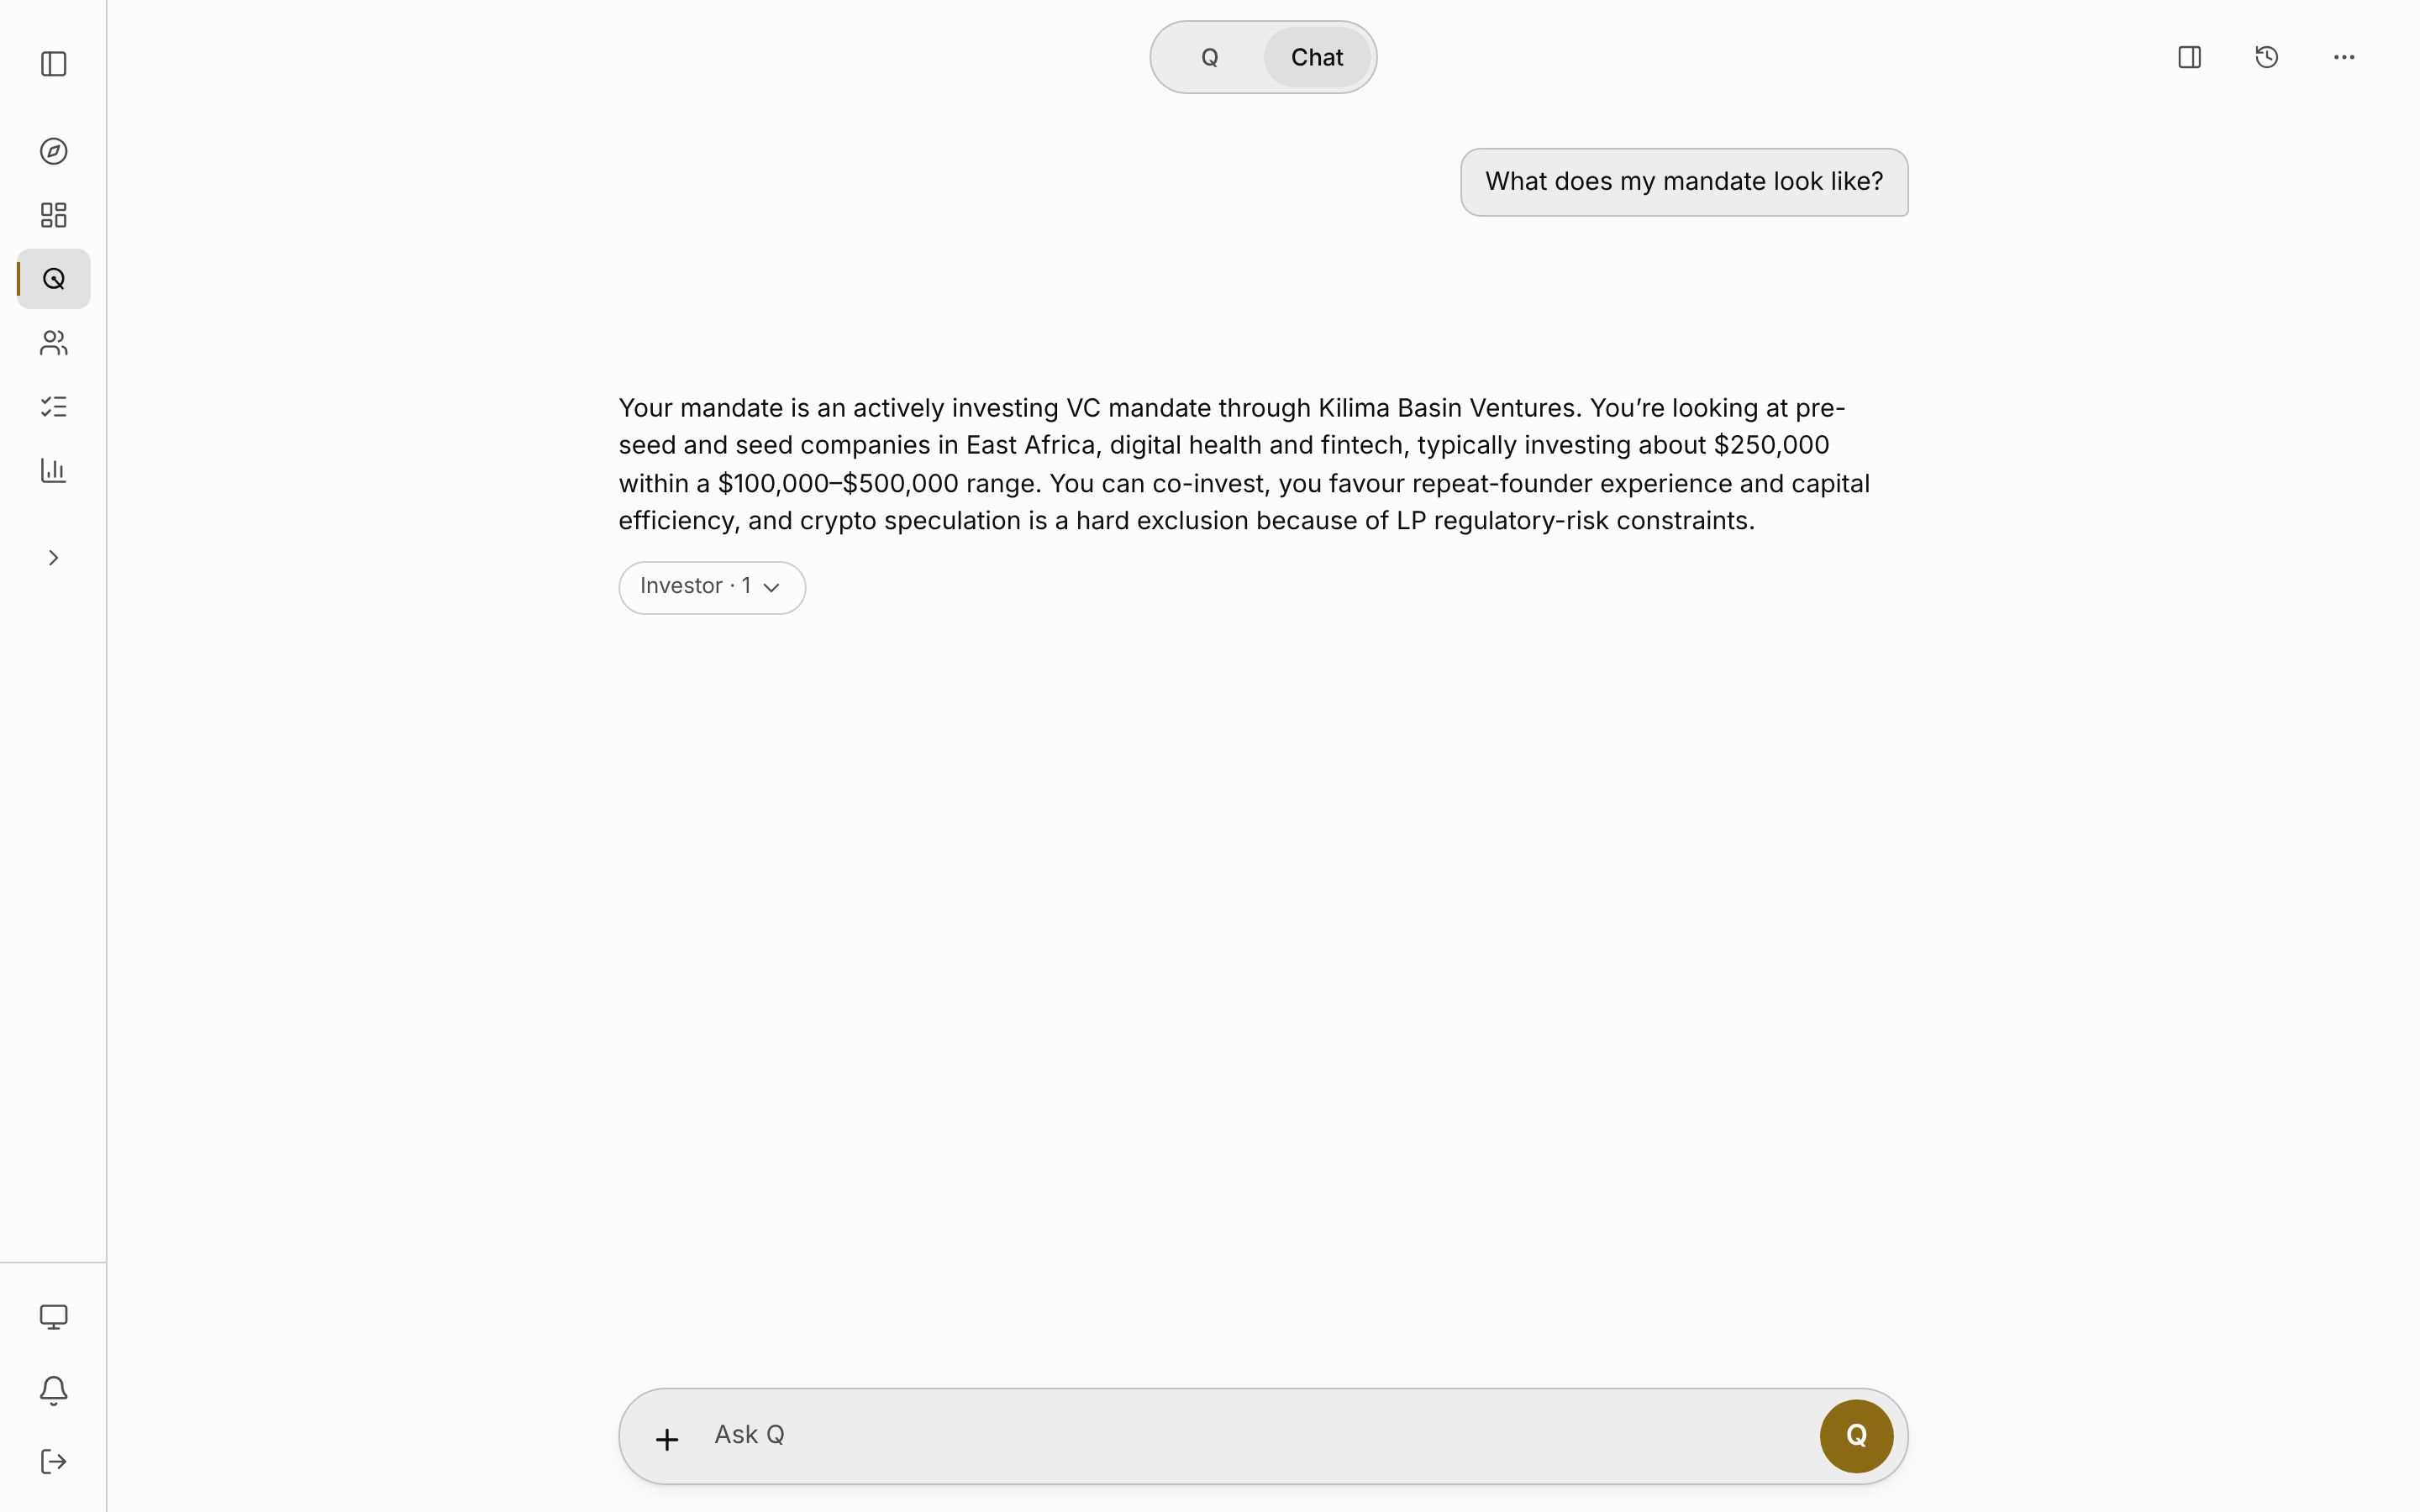 Q Chat
What does my mandate look like?
Your mandate is an actively investing VC mandate through Kilima Basin Ventures. You’re looking at pre-
seed and seed companies in East Africa, digital health and fintech, typically investing about $250,000
within a $100,000–$500,000 range. You can co-invest, you favour repeat-founder experience and capital
efficiency, and crypto speculation is a hard exclusion because of LP regulatory-risk constraints.
Investor · 1
Ask Q
Q